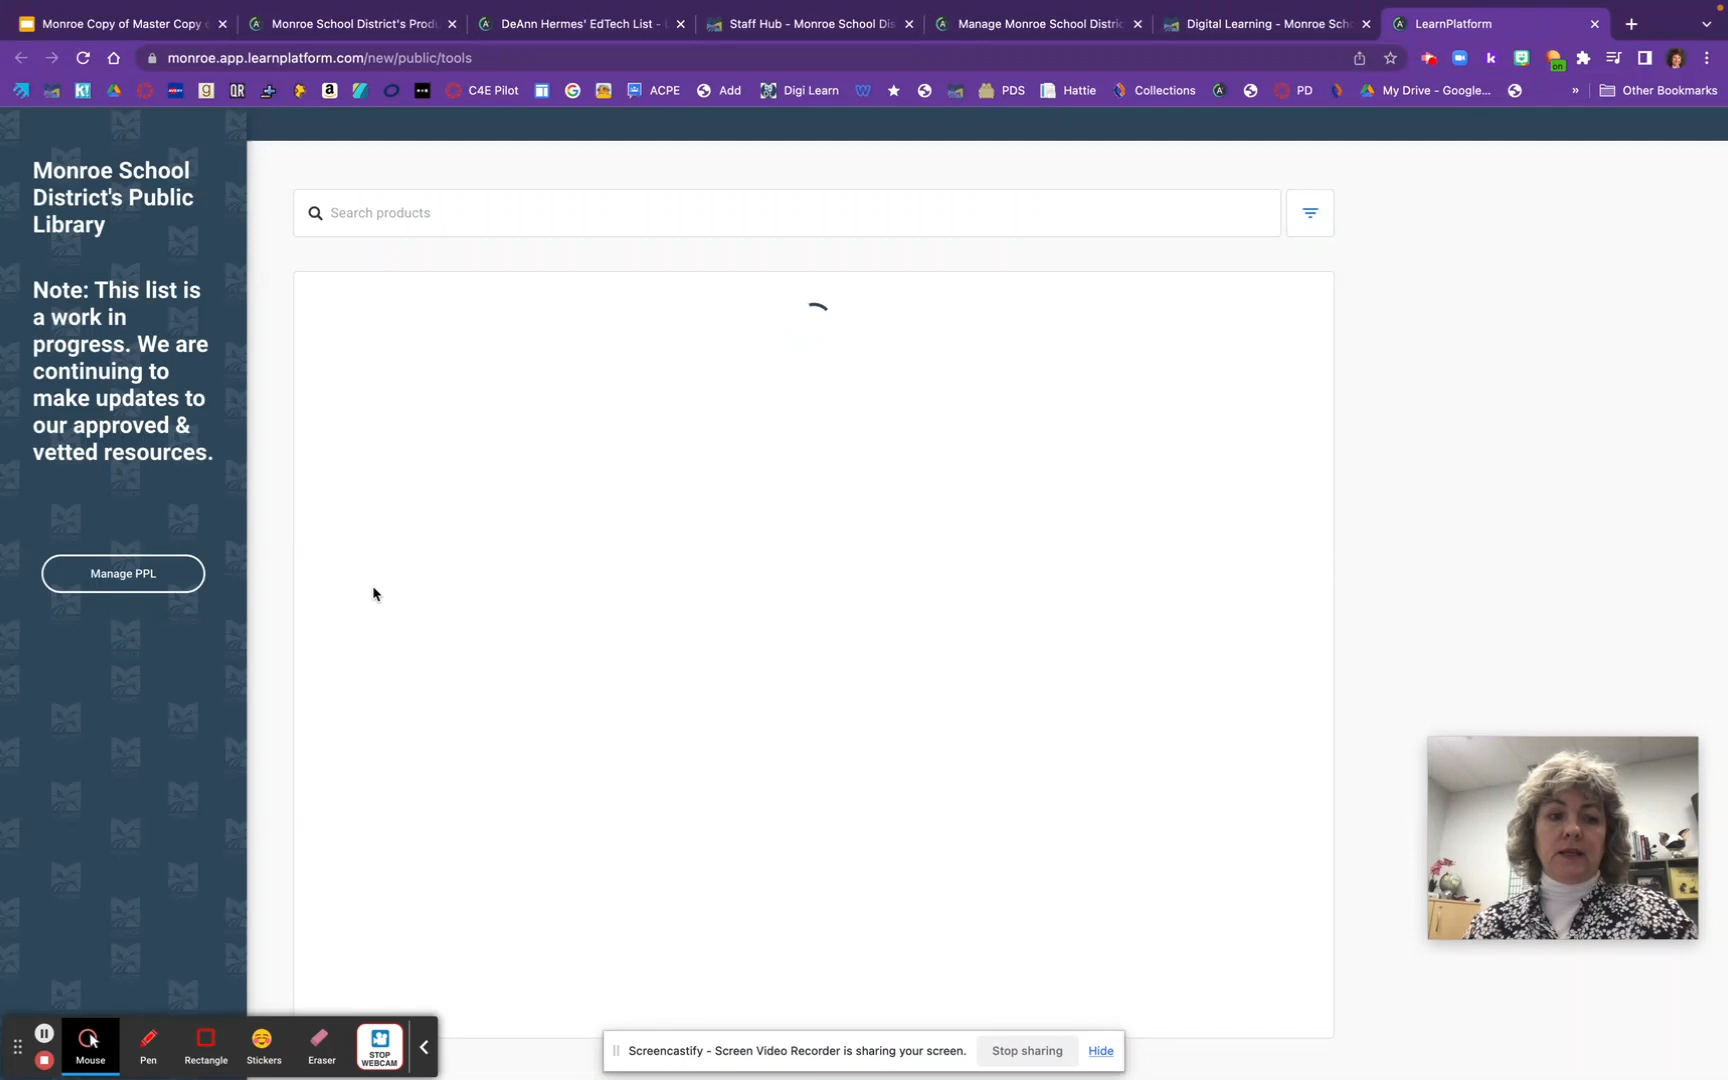 Monroe Copy of Master Copy
Monroe School District's Prod
DeAnn Hermes' EdTech List -
Staff Hub - Monroe School Dis
Manage Monroe School Distric
Digital Learning - Monroe Scho
LearnPlatform
monroe.app.learnplatform.com/new/public/tools
on
QR
C4E Pilot
ACPE
Add
Digi Learn
PDS
Hattie
Collections
PD
My Drive - Google...
»
Other Bookmarks
Monroe School
District's Public
Library
Search products
Note: This list is
a work in
progress. We are
continuing to
make updates to
our approved &
vetted resources.
Manage PPL
Mouse
Pen
Rectangle
Stickers
Eraser
STOP
WEBCAM
Screencastify - Screen Video Recorder is sharing your screen.
Stop sharing
Hide